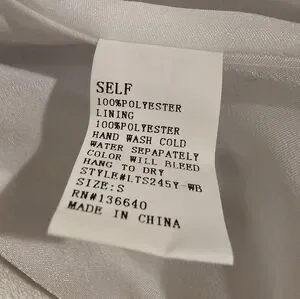 SELF
100%POLYESTER
LINING
100%POLYESTER
HAND WASH COLD
WATER SEPAPATELY
COLOR WILL BLEED
HANG TO DRY
STYLE#LTS245Y-WB
SIZE:S
RN#136640
MADE IN CHINA